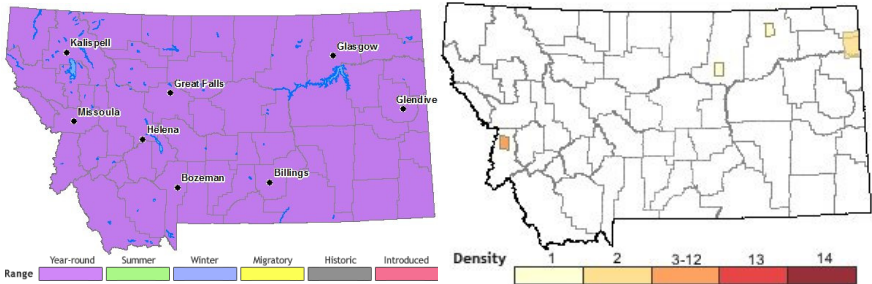 Kalispell
Glasgow
Great Falls
Glendive
Missoula
Helena
Bozeman
Billings
Range Year-round Summer Winter Migratory Historic Introduced
Density 1 2 3-12 13 14